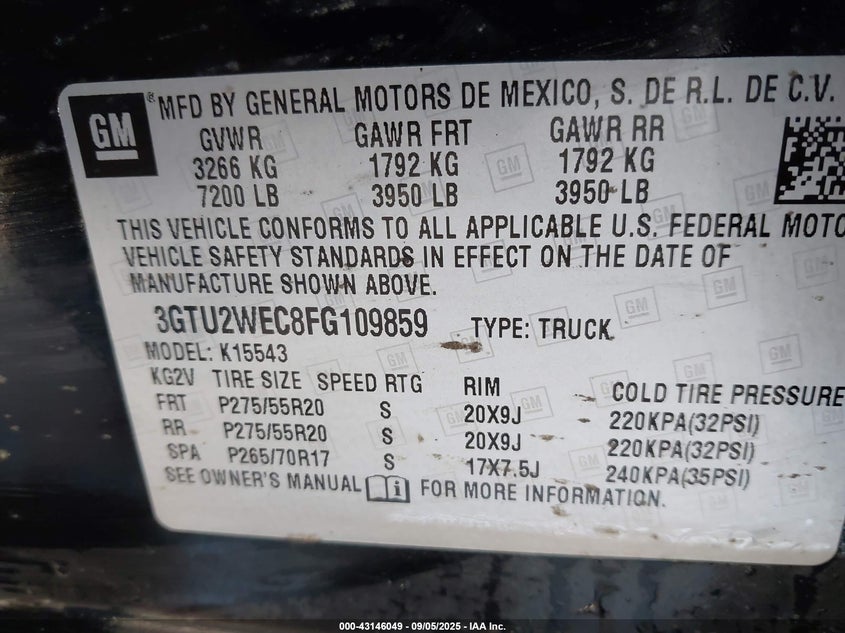 GM ® MFD BY GENERAL MOTORS DE MEXICO, S. DE R.L. DE C.V.
GVWR GAWR FRT GAWR RR
3266 KG 1792 KG 1792 KG
7200 LB 3950 LB 3950 LB
THIS VEHICLE CONFORMS TO ALL APPLICABLE U.S. FEDERAL MOTO
VEHICLE SAFETY STANDARDS IN EFFECT ON THE DATE OF
MANUFACTURE SHOWN ABOVE.
3GTU2WEC8FG109859 TYPE: TRUCK
MODEL: K15543
KG2V TIRE SIZE SPEED RTG RIM COLD TIRE PRESSURE
FRT P275/55R20 S 20X9J 220KPA(32PSI)
RR P275/55R20 S 20X9J 220KPA(32PSI)
SPA P265/70R17 S 17X7.5J 240KPA(35PSI)
SEE OWNER'S MANUAL i FOR MORE INFORMATION.
000-43146049 - 09/05/2025 - IAA Inc.